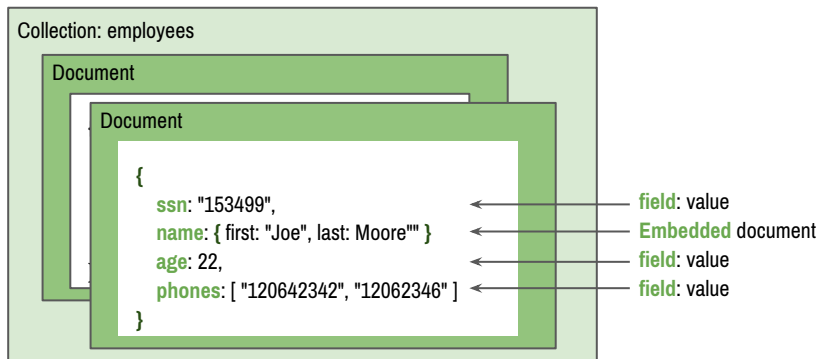 Collection: employees
Document
Document
{
ssn: "153499",
name: { first: "Joe", last: Moore"" }
age: 22,
phones: [ "120642342", "12062346" ]
}
field: value
Embedded document
field: value
field: value